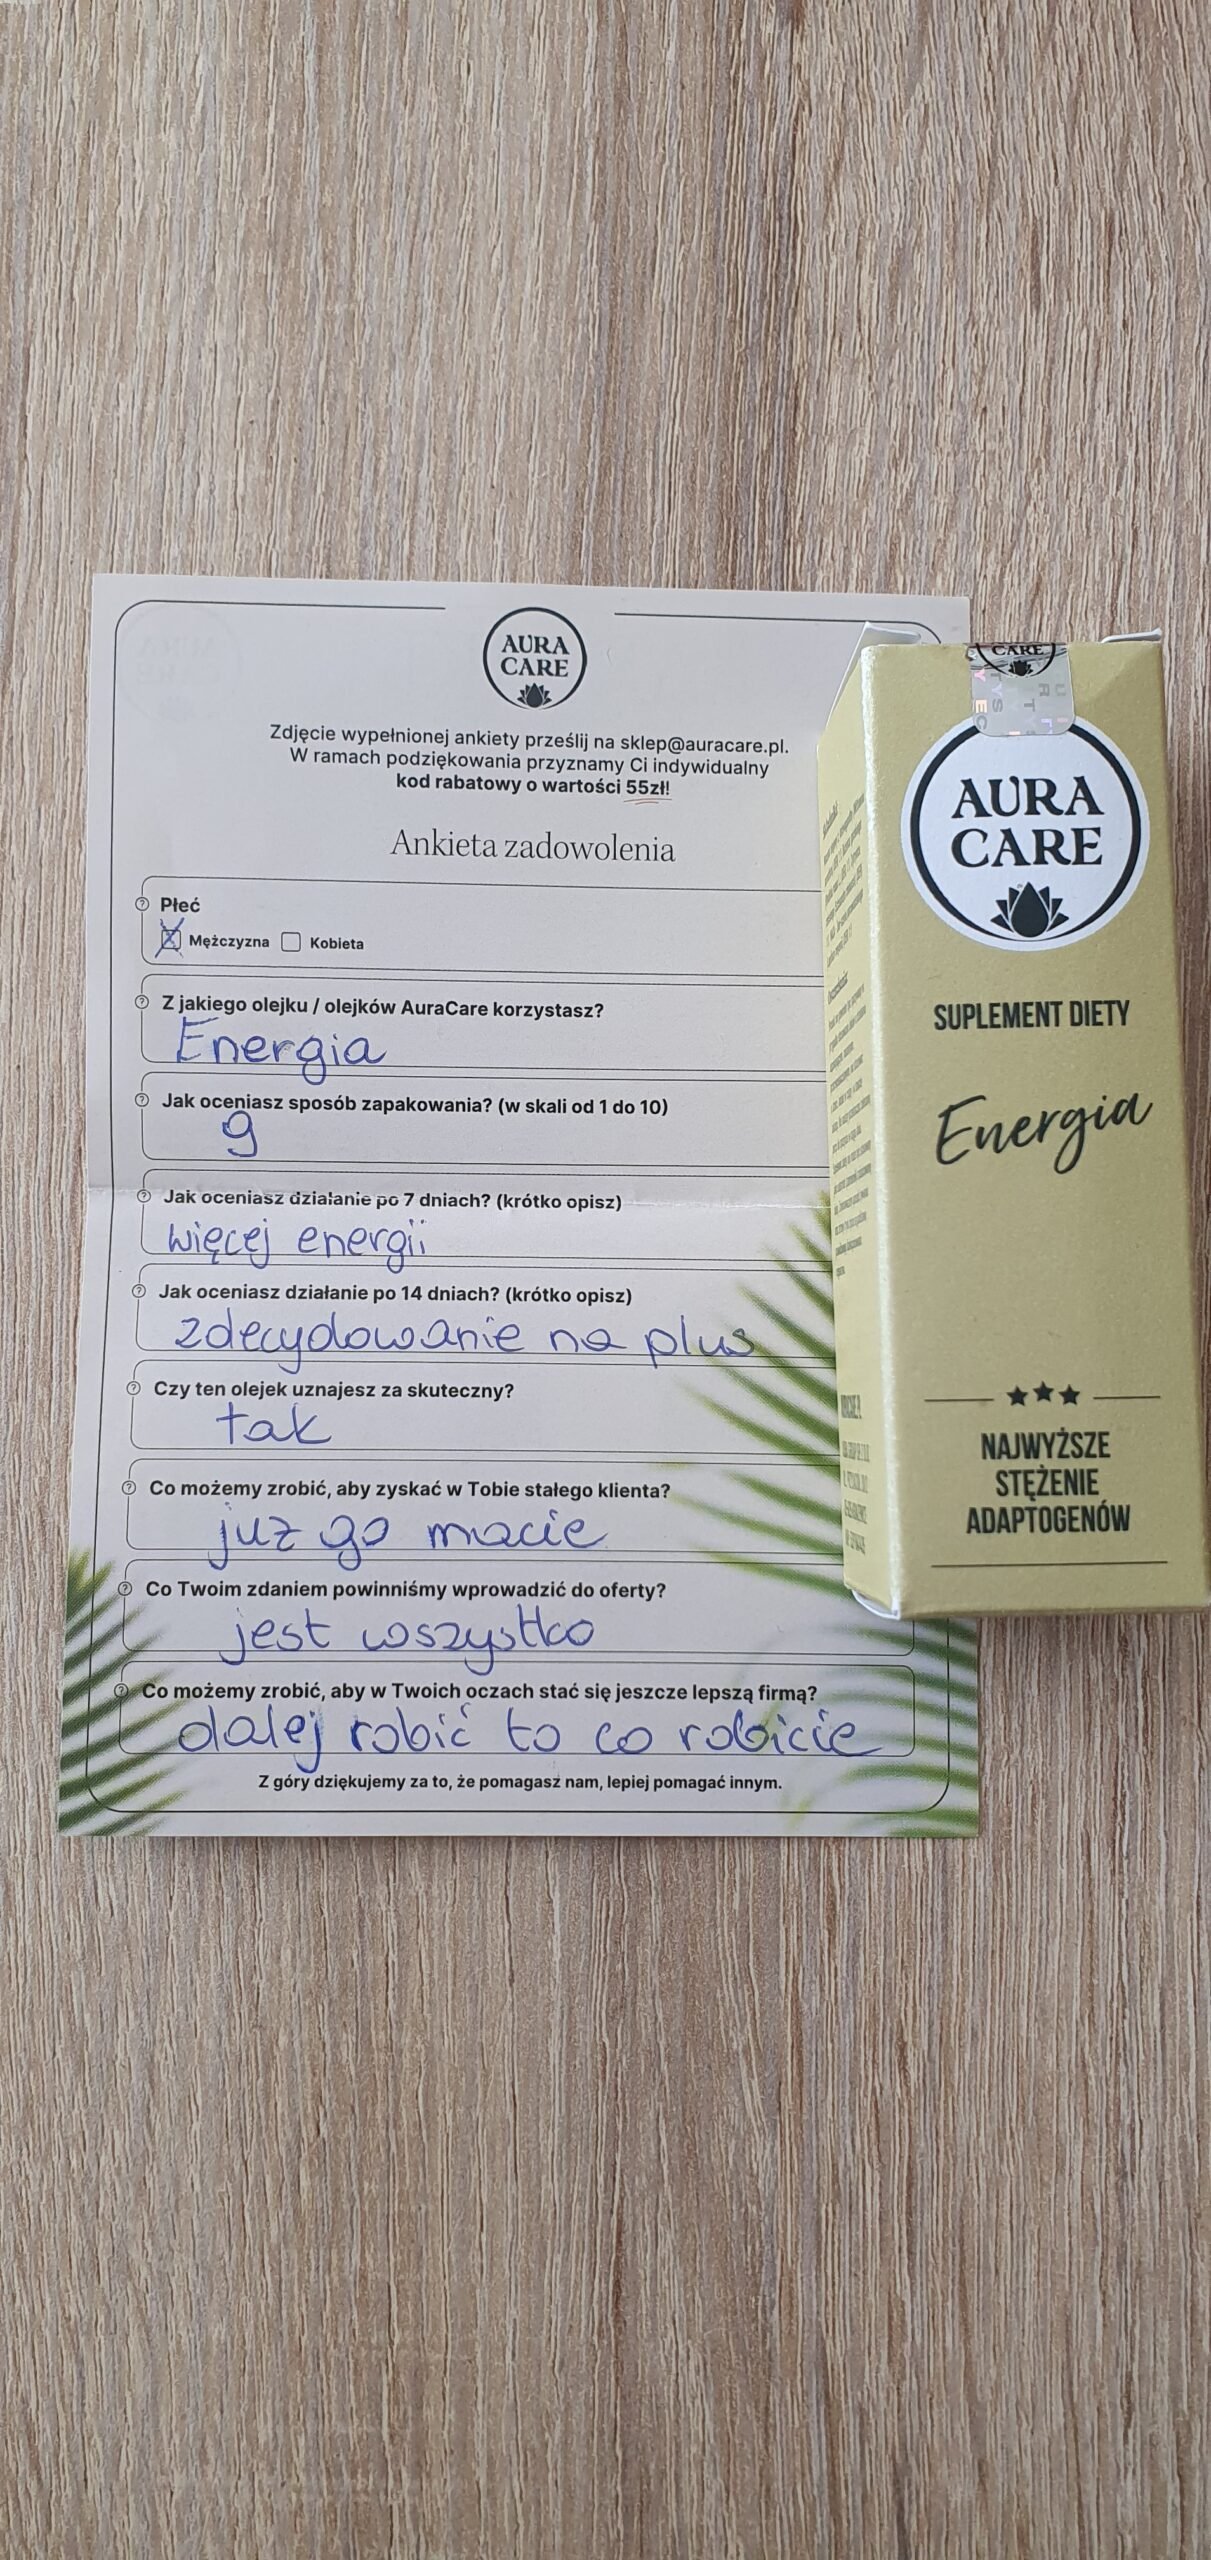 AURA
CARE
Zdjęcie wypełnionej ankiety prześlij na sklep@auracare.pl.
W ramach podziękowania przyznamy Ci indywidualny
kod rabatowy o wartości 55zł!
Ankieta zadowolenia
Płeć
Mężczyzna Kobieta
Z jakiego olejku / olejków AuraCare korzystasz?
Energia
Jak oceniasz sposób zapakowania? (w skali od 1 do 10)
9
Jak oceniasz działanie po 7 dniach? (krótko opisz)
więcej energii
Jak oceniasz działanie po 14 dniach? (krótko opisz)
zdecydowanie na plus
Czy ten olejek uznajesz za skuteczny?
tak
Co możemy zrobić, aby zyskać w Tobie stałego klienta?
już go macie
Co Twoim zdaniem powinniśmy wprowadzić do oferty?
jest wszystko
Co możemy zrobić, aby w Twoich oczach stać się jeszcze lepszą firmą?
dalej robić to co robicie
Z góry dziękujemy za to, że pomagasz nam, lepiej pomagać innym.
CARE
AURA
CARE
SUPLEMENT DIETY
Energia
NAJWYŻSZE
STĘŻENIE
ADAPTOGENÓW